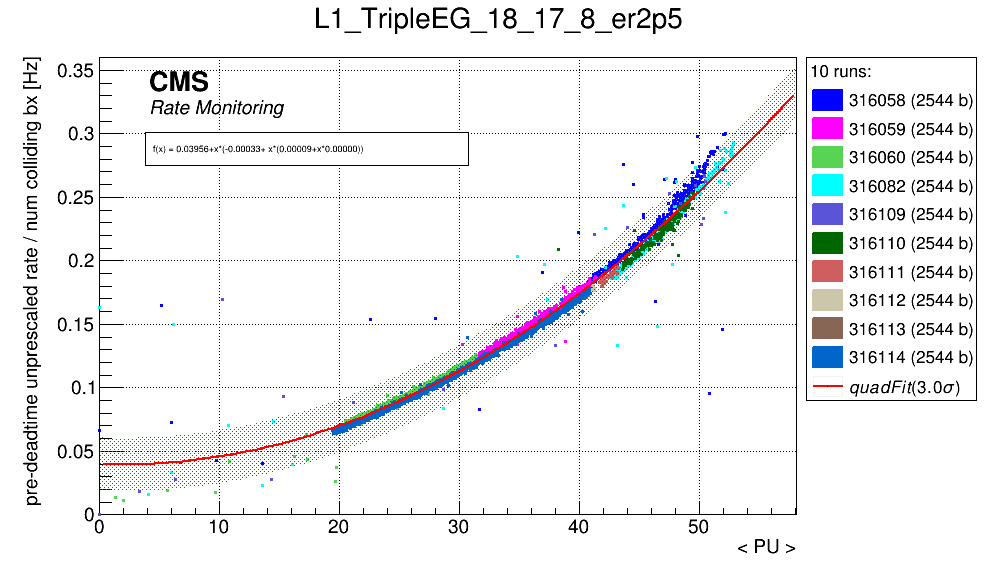 L1_TripleEG_18_17_8_er2p5
pre-deadtime unprescaled rate / num colliding bx [Hz]
0.35
0.3
0.25
0.2
0.15
0.1
0.05
0
CMS
Rate Monitoring
f(x) = 0.03956+x*(-0.00033+ x*(0.00009+x*0.00000))
0 10 20 30 40 50
< PU >
10 runs:
316058 (2544 b)
316059 (2544 b)
316060 (2544 b)
316082 (2544 b)
316109 (2544 b)
316110 (2544 b)
316111 (2544 b)
316112 (2544 b)
316113 (2544 b)
316114 (2544 b)
quadFit(3.0σ)